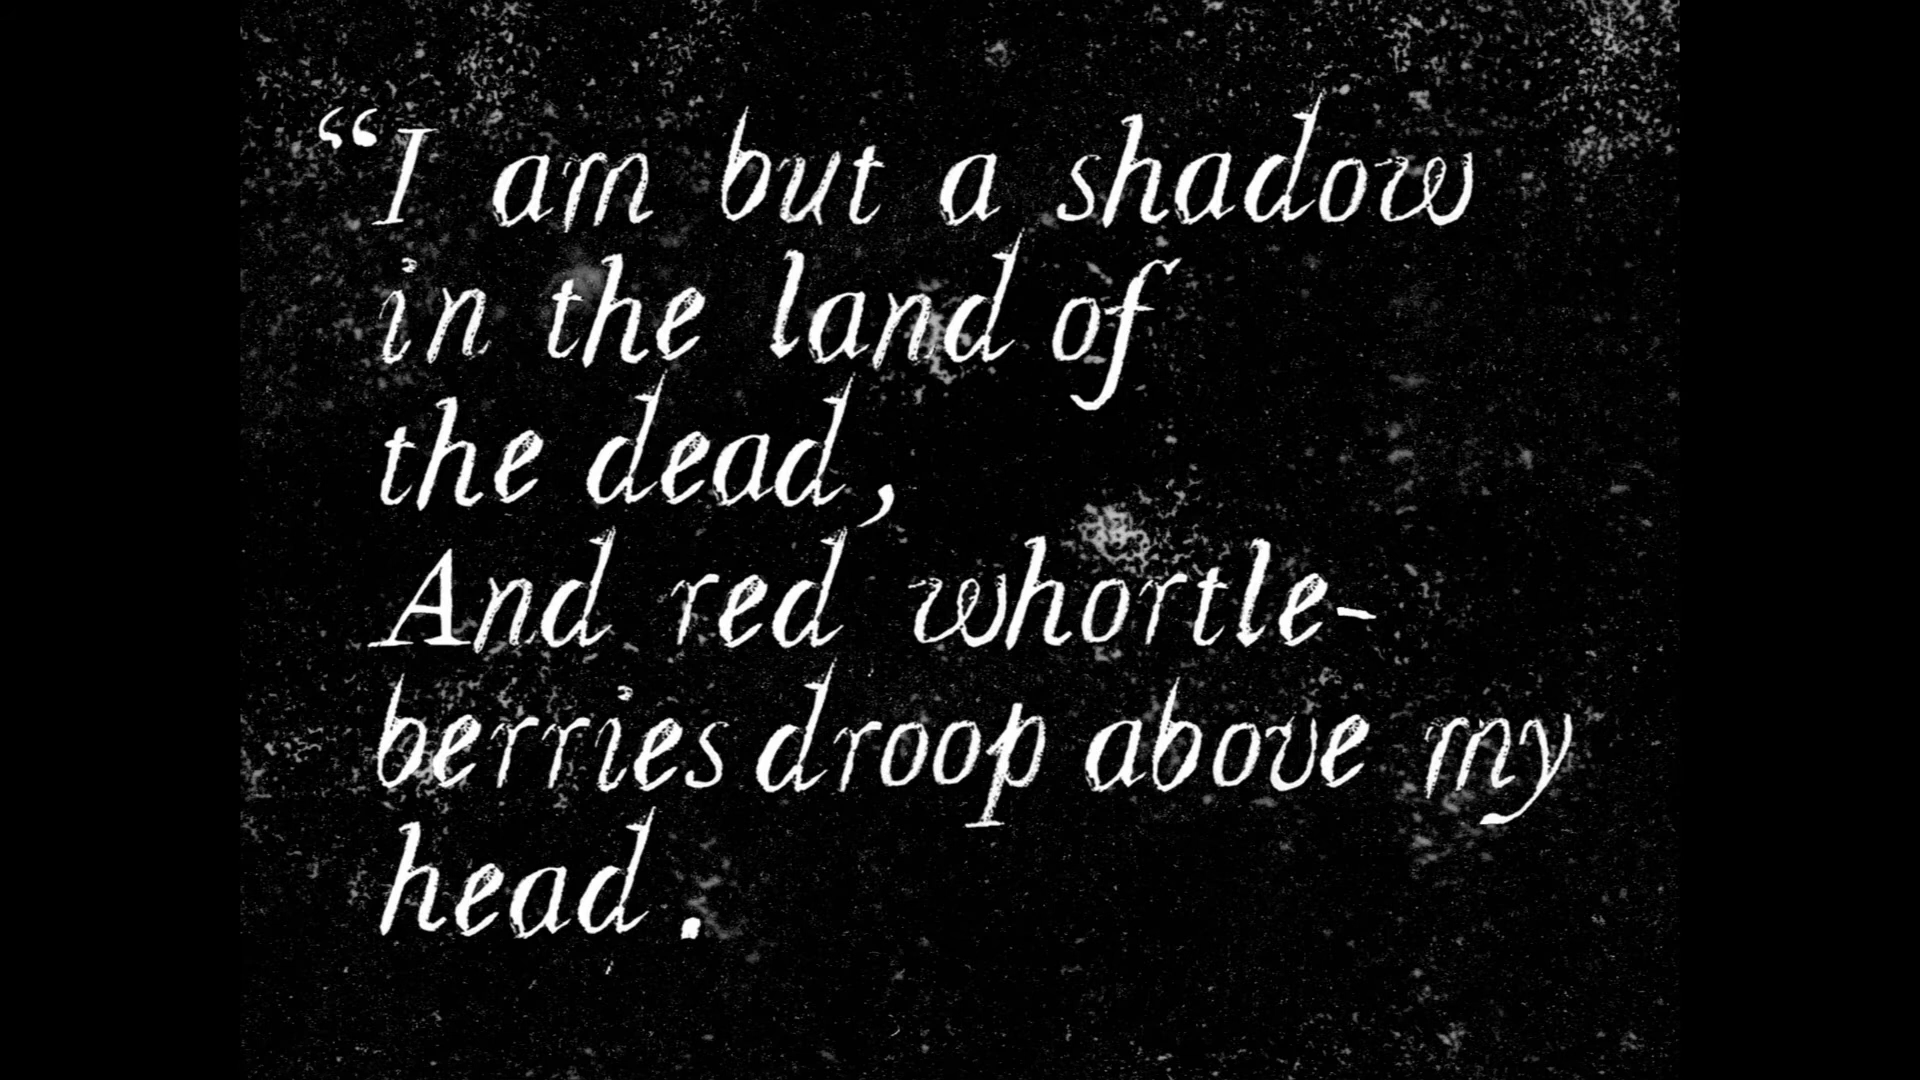 “I am but a shadow
in the land of
the dead,
And red whortle-
berries droop above my
head.